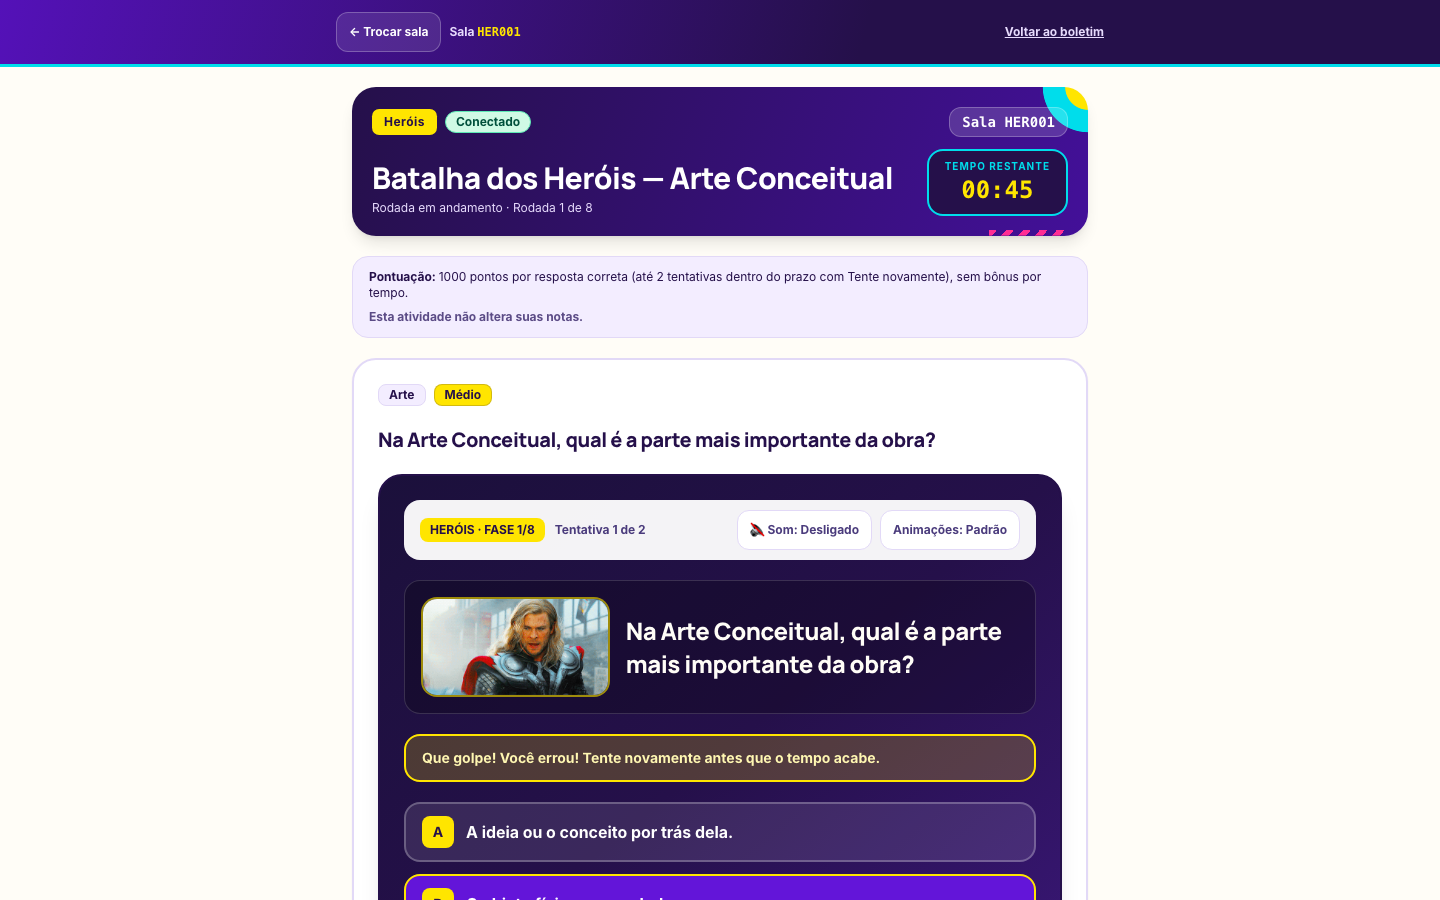 ← Trocar sala
Sala HER001
Voltar ao boletim
Heróis
Conectado
Sala HER001
Batalha dos Heróis — Arte Conceitual
Rodada em andamento · Rodada 1 de 8
TEMPO RESTANTE
00:45
Pontuação: 1000 pontos por resposta correta (até 2 tentativas dentro do prazo com Tente novamente), sem bônus por
tempo.
Esta atividade não altera suas notas.
Arte
Médio
Na Arte Conceitual, qual é a parte mais importante da obra?
HERÓIS · FASE 1/8
Tentativa 1 de 2
Som: Desligado
Animações: Padrão
Na Arte Conceitual, qual é a parte
mais importante da obra?
Que golpe! Você errou! Tente novamente antes que o tempo acabe.
A
A ideia ou o conceito por trás dela.